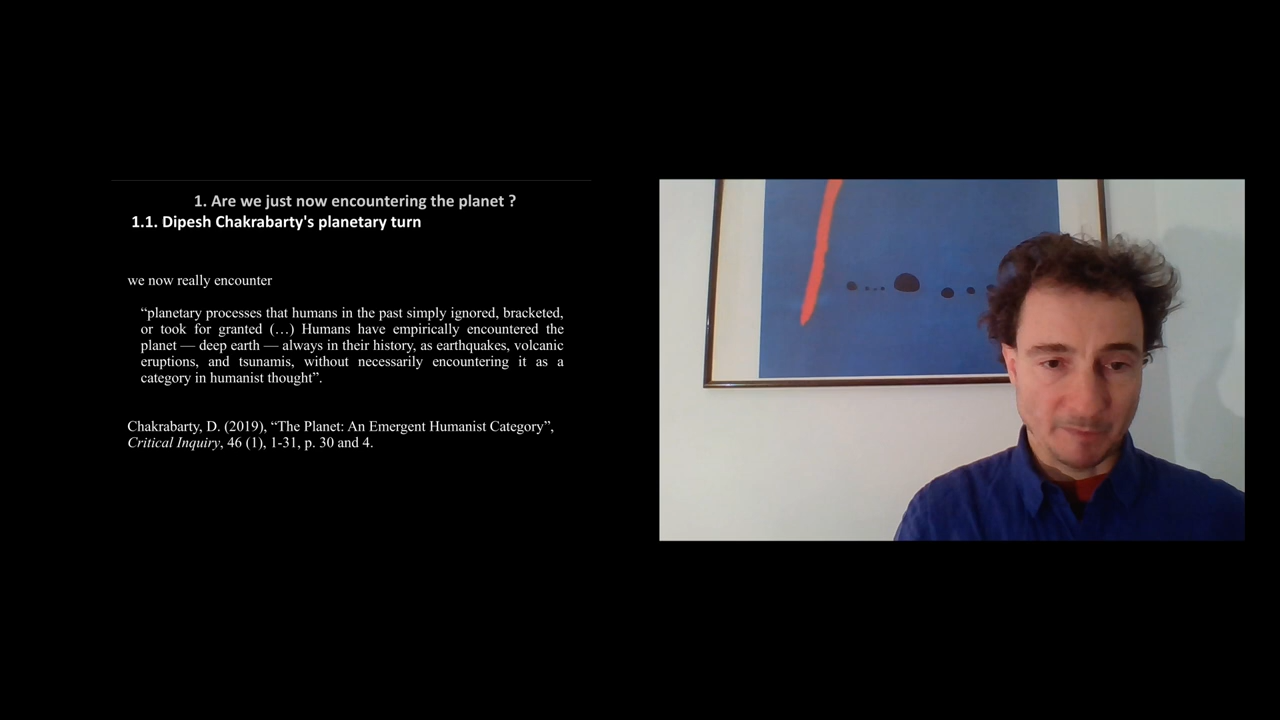 1. Are we just now encountering the planet ?
1.1. Dipesh Chakrabarty's planetary turn
we now really encounter
“planetary processes that humans in the past simply ignored, bracketed,
or took for granted (…) Humans have empirically encountered the
planet — deep earth — always in their history, as earthquakes, volcanic
eruptions, and tsunamis, without necessarily encountering it as a
category in humanist thought”.
Chakrabarty, D. (2019), “The Planet: An Emergent Humanist Category”,
Critical Inquiry, 46 (1), 1-31, p. 30 and 4.